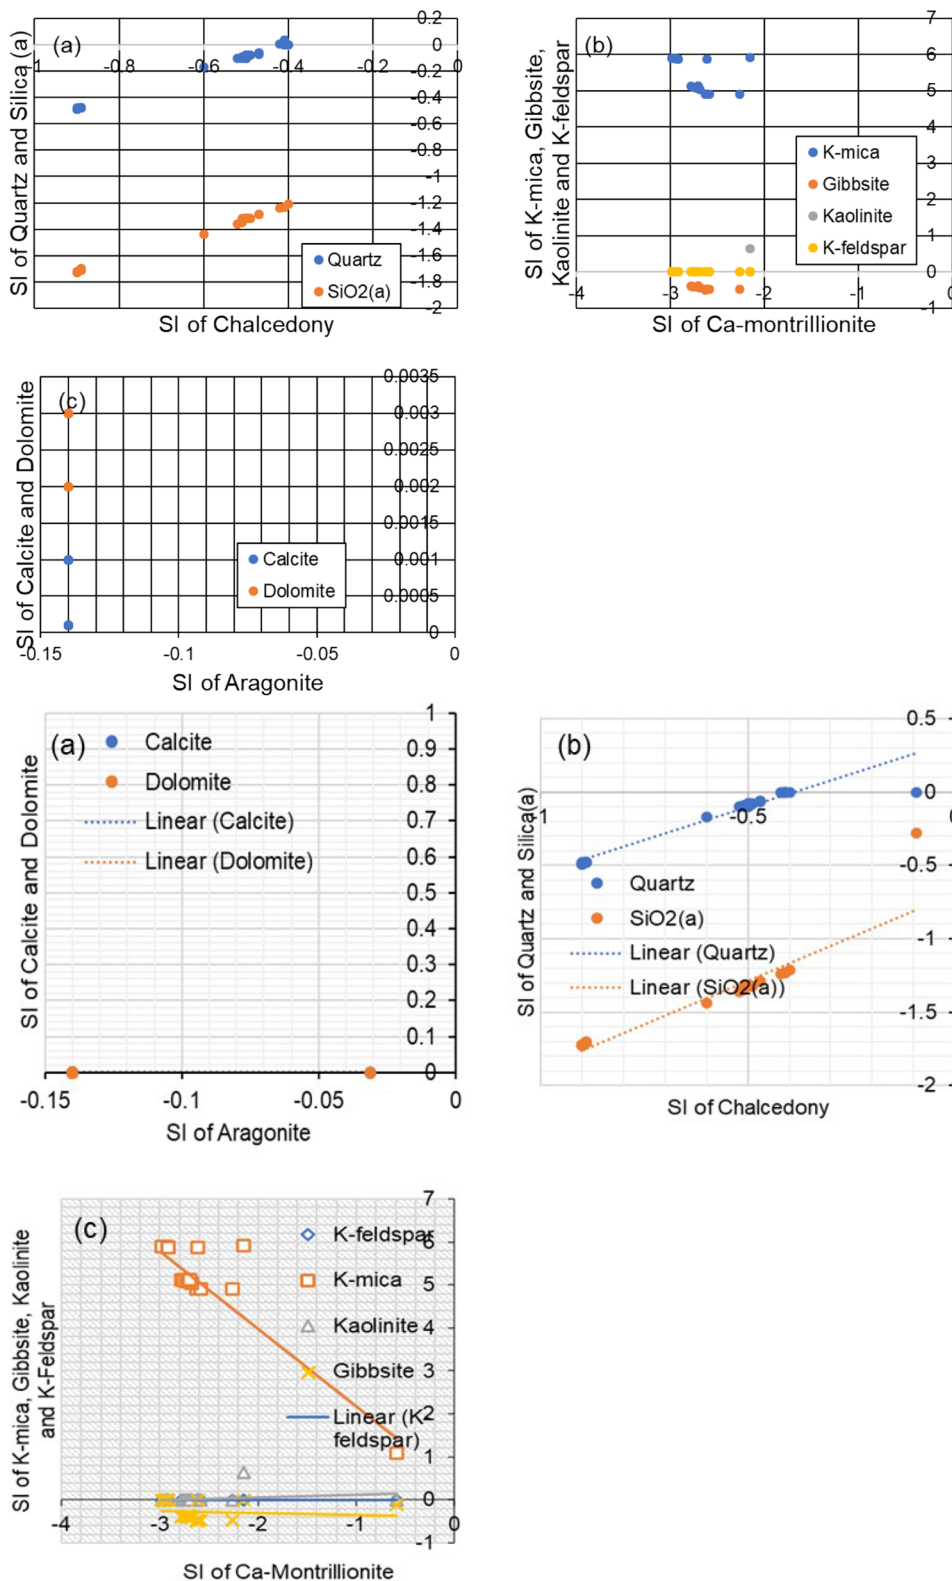 (a)
SI of Quartz and Silica (a)
0.2
0
-0.2
-0.4
-0.6
-0.8
-1
-1.2
-1.4
-1.6
-1.8
-2
1
-0.8
-0.6
-0.4
-0.2
0
Quartz
SiO2(a)
SI of Chalcedony
(b)
SI of K-mica, Gibbsite,
Kaolinite and K-feldspar
7
6
5
4
3
2
1
0
-1
-4
-3
-2
-1
0
K-mica
Gibbsite
Kaolinite
K-feldspar
SI of Ca-montrillionite
(c)
SI of Calcite and Dolomite
0.0035
0.003
0.0025
0.002
0.0015
0.001
0.0005
0
-0.15
-0.1
-0.05
0
Calcite
Dolomite
SI of Aragonite
(a)
SI of Calcite and Dolomite
1
0.9
0.8
0.7
0.6
0.5
0.4
0.3
0.2
0.1
0
-0.15
-0.1
-0.05
0
Calcite
Dolomite
Linear (Calcite)
Linear (Dolomite)
SI of Aragonite
(b)
SI of Quartz and Silica(a)
0.5
0
-0.5
-1
-1.5
-2
1
-0.5
Quartz
SiO2(a)
Linear (Quartz)
Linear (SiO2(a))
SI of Chalcedony
(c)
SI of K-mica, Gibbsite, Kaolinite
and K-Feldspar
7
6
5
4
3
2
1
0
-1
-4
-3
-2
-1
0
K-feldspar
K-mica
Kaolinite
Gibbsite
Linear (K
feldspar)
SI of Ca-Montrillionite